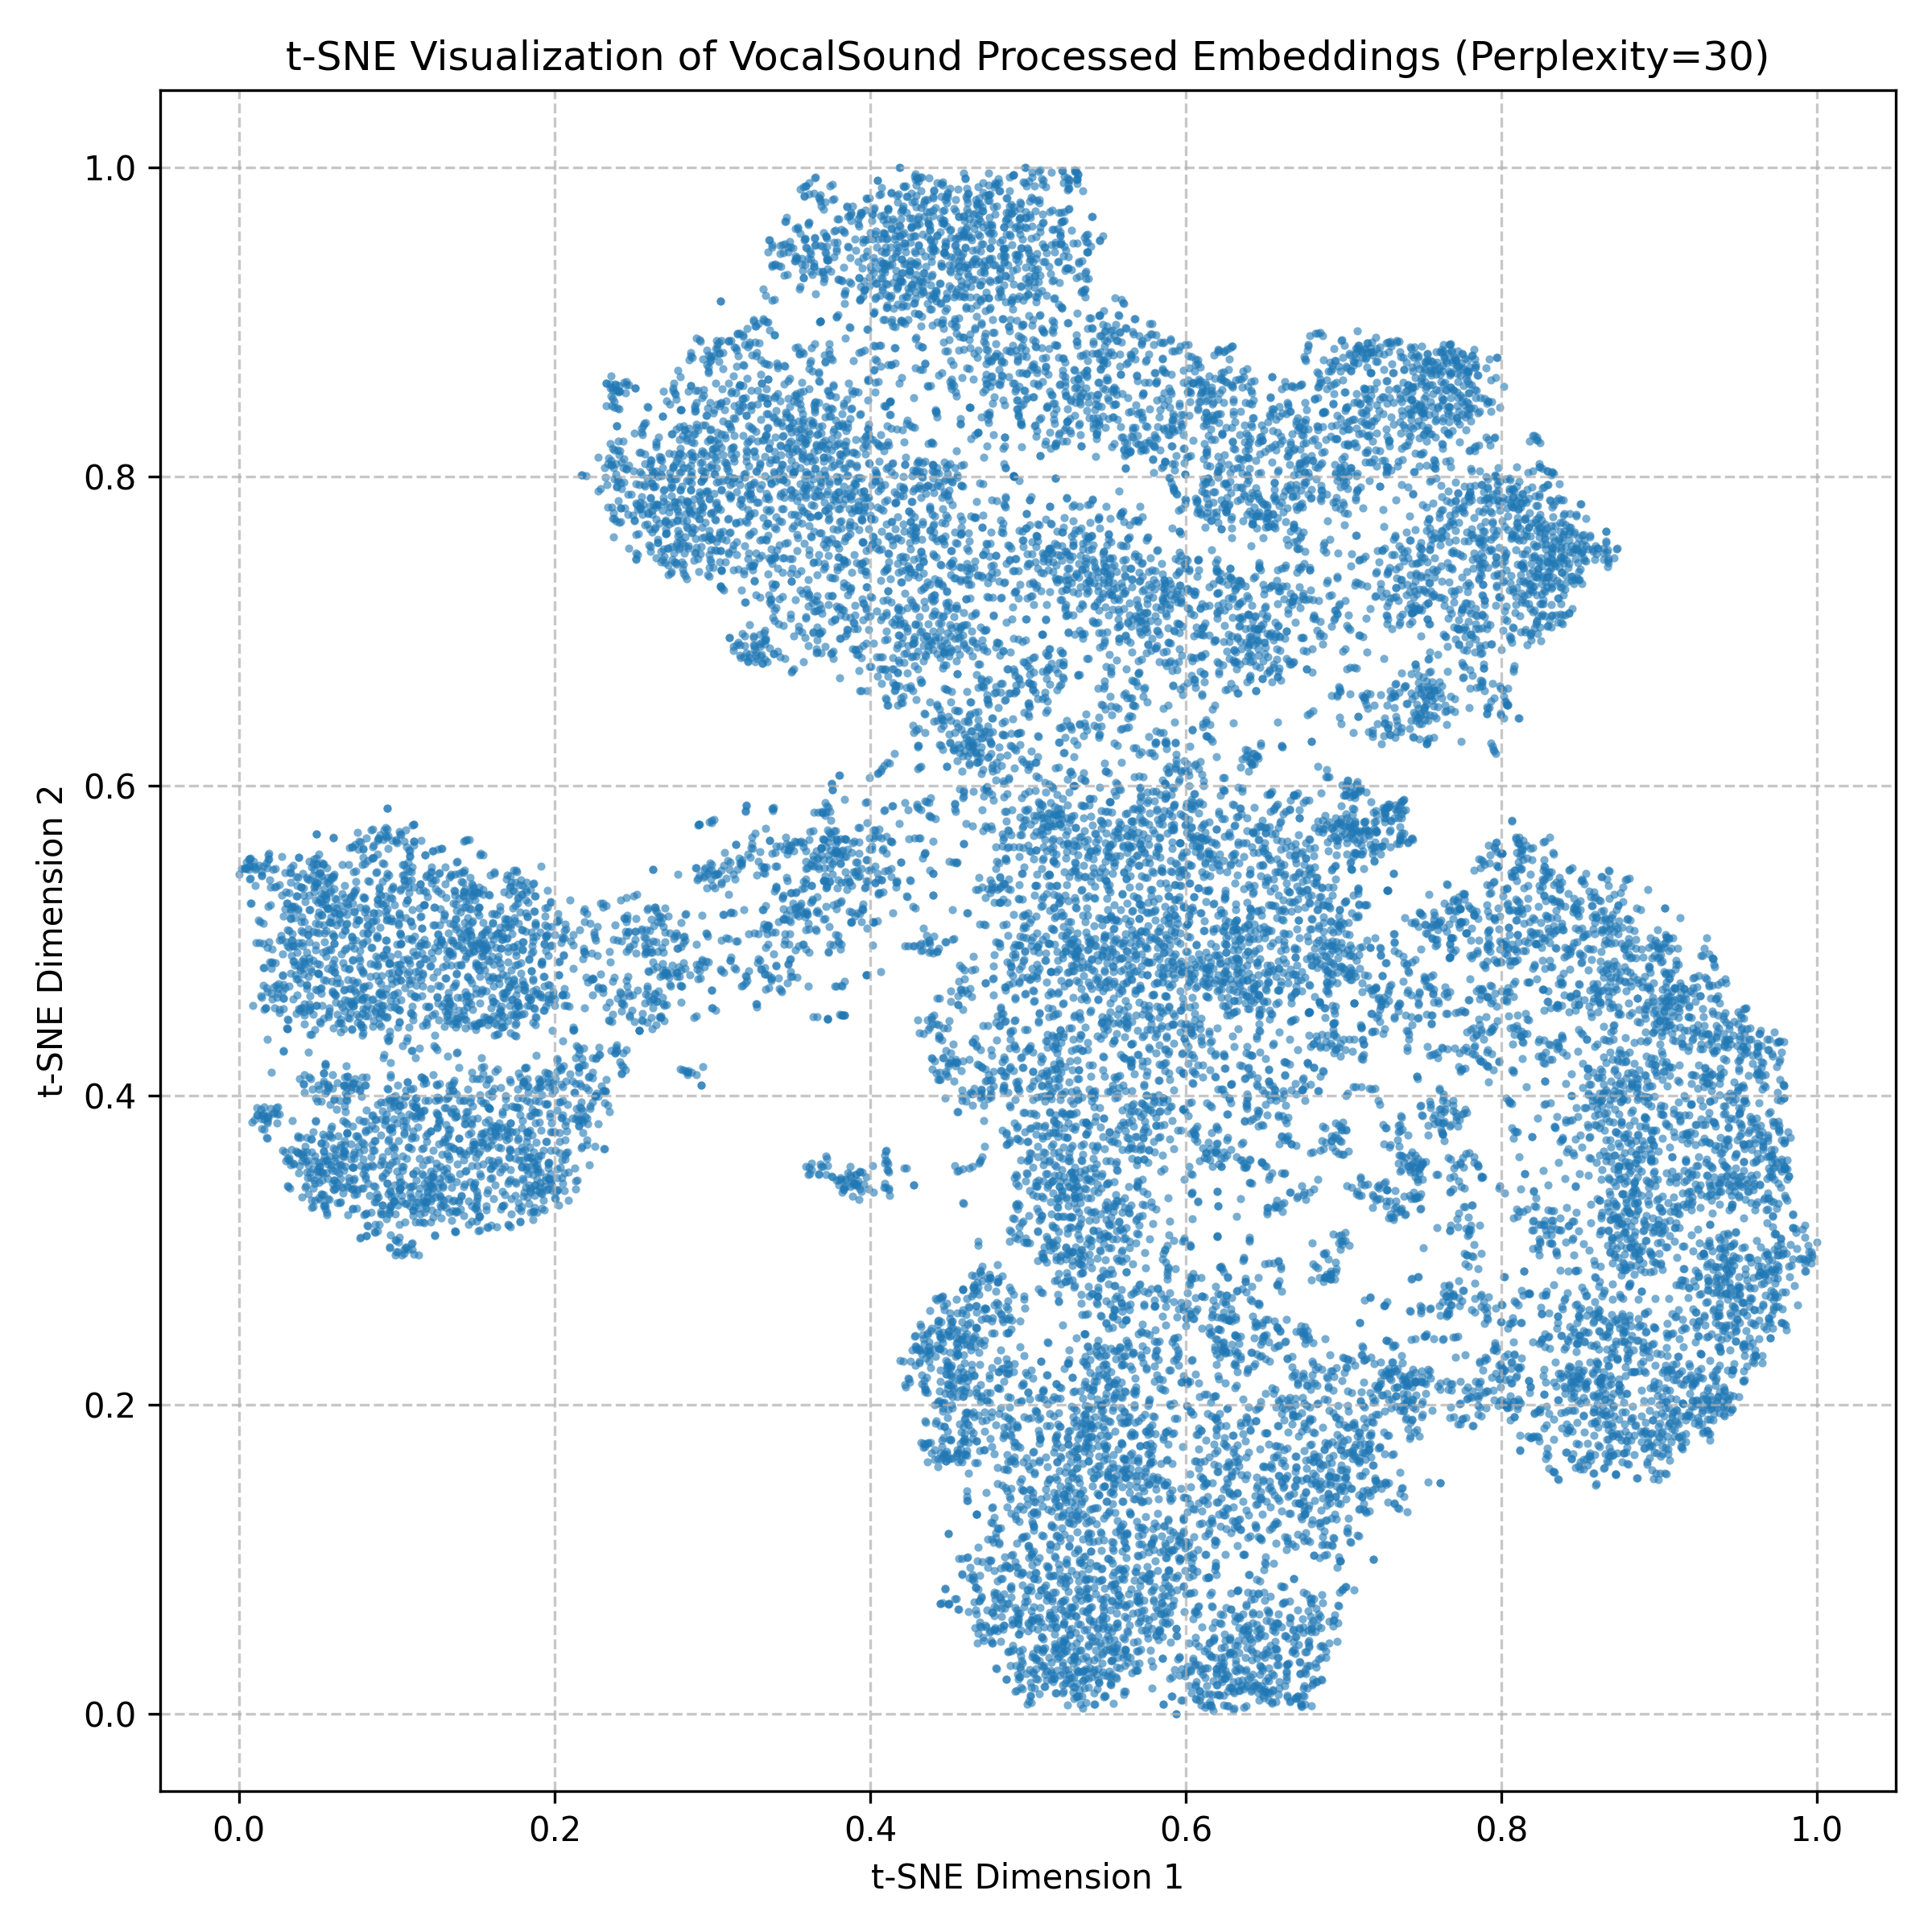 t-SNE Visualization of VocalSound Processed Embeddings (Perplexity=30)
1.0
0.8
0.6
0.4
0.2
0.0
t-SNE Dimension 2
0.0 0.2 0.4 0.6 0.8 1.0
t-SNE Dimension 1